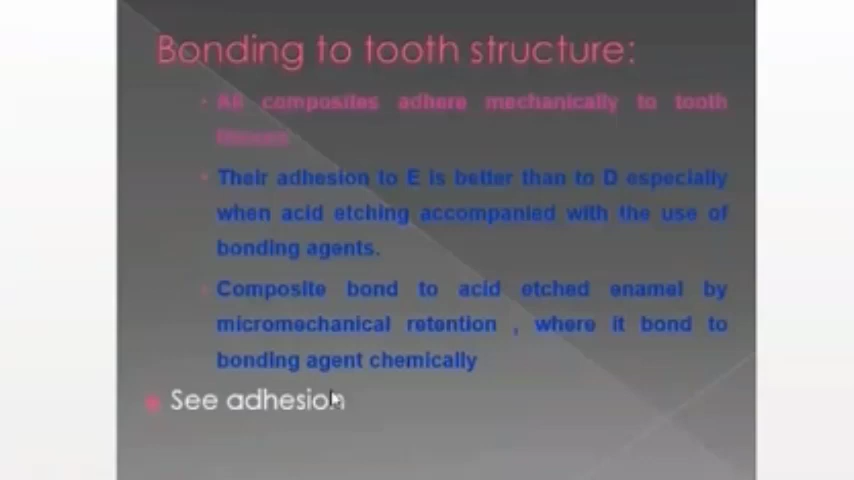 Bonding to tooth structure:
All composites adhere mechanically to tooth
tissues
Their adhesion to E is better than to D especially
when acid etching accompanied with the use of
bonding agents.
Composite bond to acid etched enamel by
micromechanical retention , where it bond to
bonding agent chemically
See adhesion